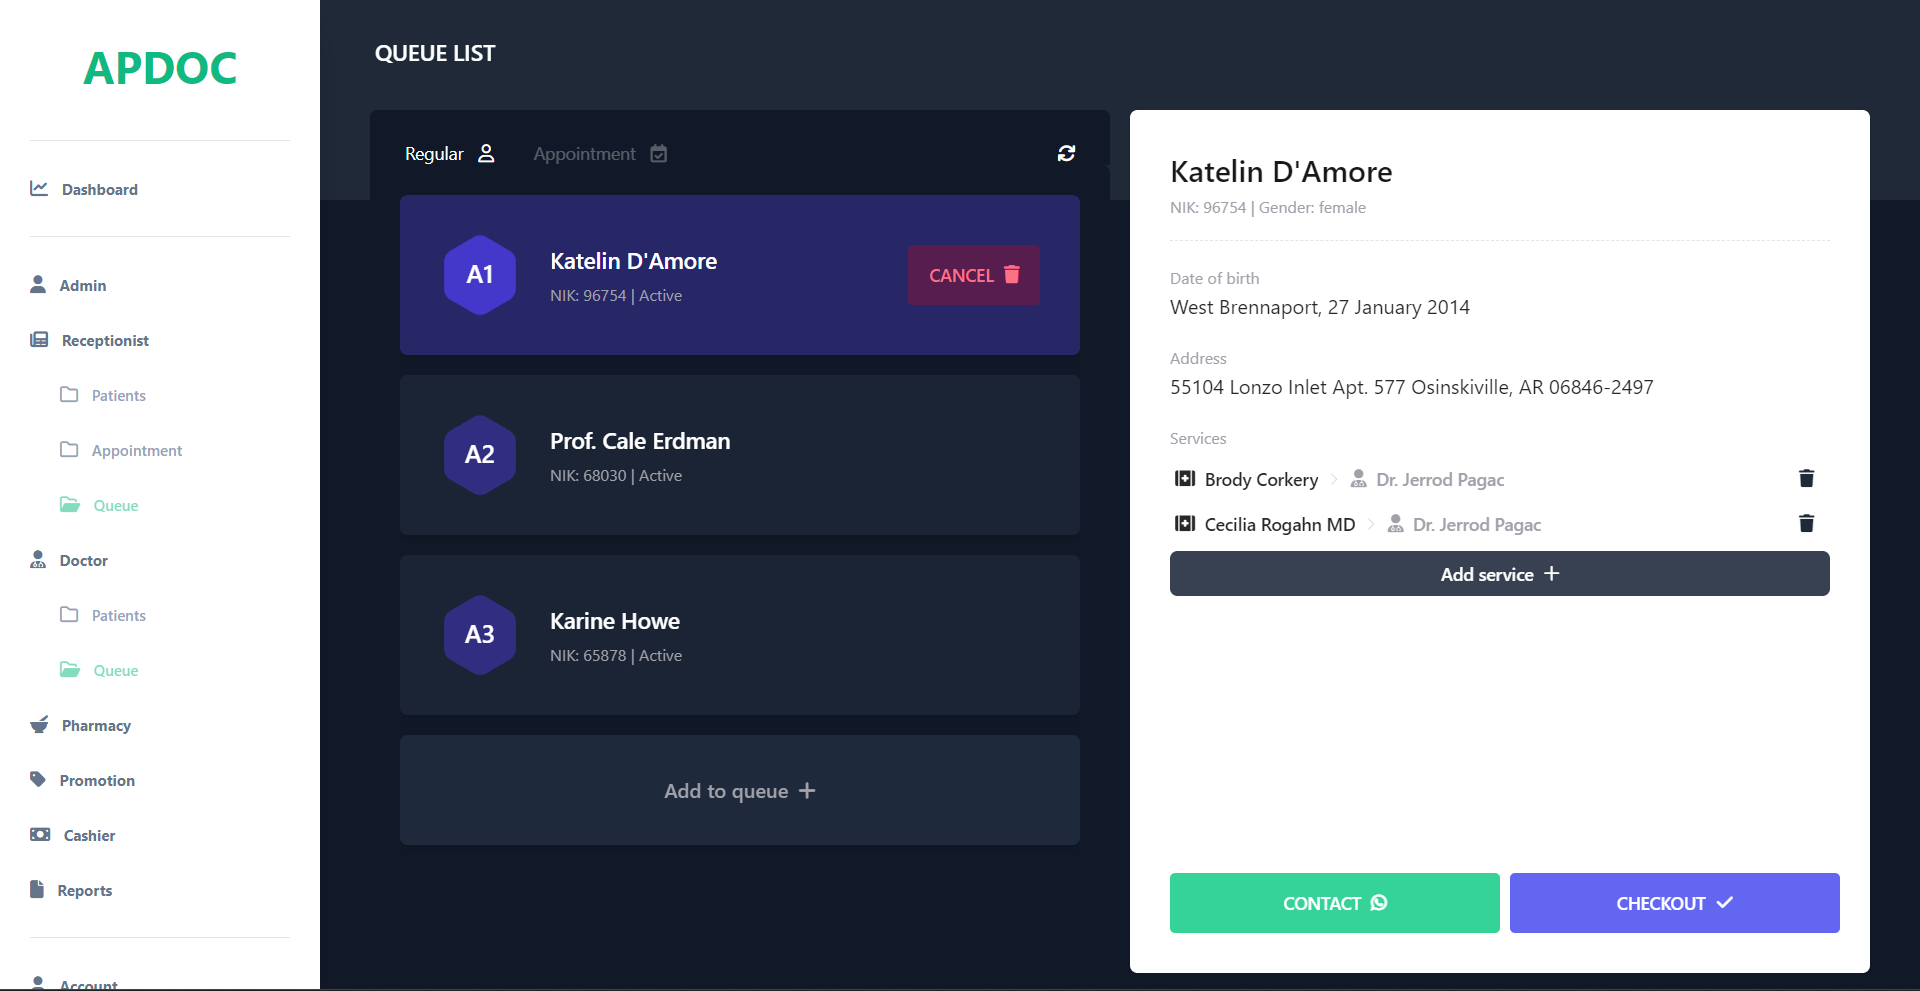 APDOC
Dashboard
Admin
Receptionist
Patients
Appointment
Queue
Doctor
Patients
Queue
Pharmacy
Promotion
Cashier
Reports
Account
QUEUE LIST
Regular Appointment
A1
Katelin D'Amore
NIK: 96754 | Active
CANCEL
A2
Prof. Cale Erdman
NIK: 68030 | Active
A3
Karine Howe
NIK: 65878 | Active
Add to queue
Katelin D'Amore
NIK: 96754 | Gender: female
Date of birth
West Brennaport, 27 January 2014
Address
55104 Lonzo Inlet Apt. 577 Osinskiville, AR 06846-2497
Services
Brody Corkery Dr. Jerrod Pagac
Cecilia Rogahn MD Dr. Jerrod Pagac
Add service
CONTACT CHECKOUT